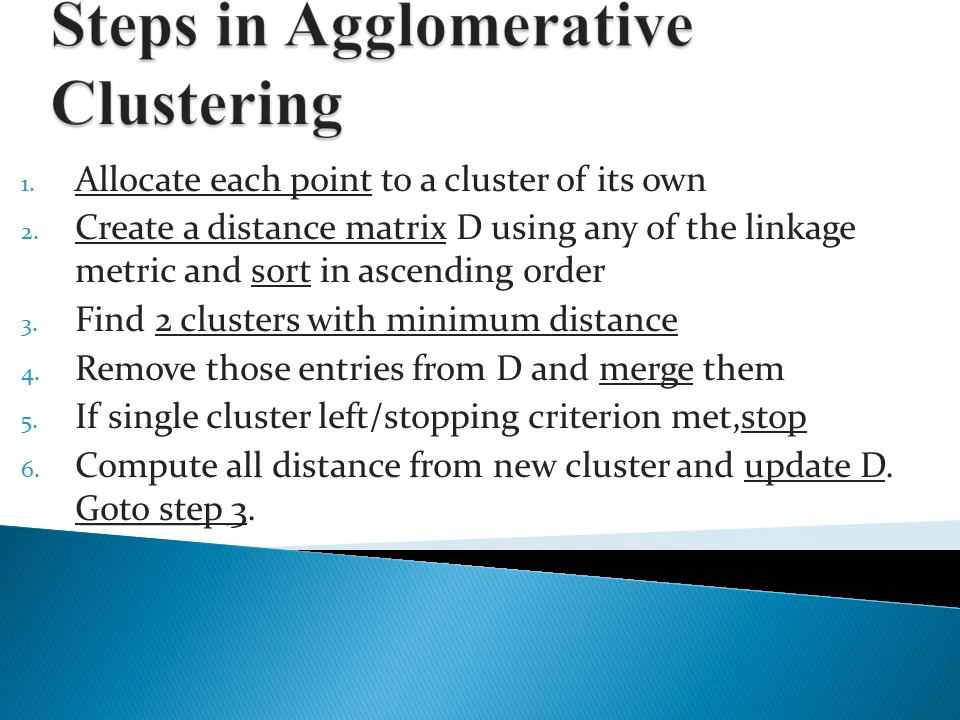 Steps in Agglomerative
Clustering
1. Allocate each point to a cluster of its own
2. Create a distance matrix D using any of the linkage
metric and sort in ascending order
3. Find 2 clusters with minimum distance
4. Remove those entries from D and merge them
5. If single cluster left/stopping criterion met,stop
6. Compute all distance from new cluster and update D.
Goto step 3.